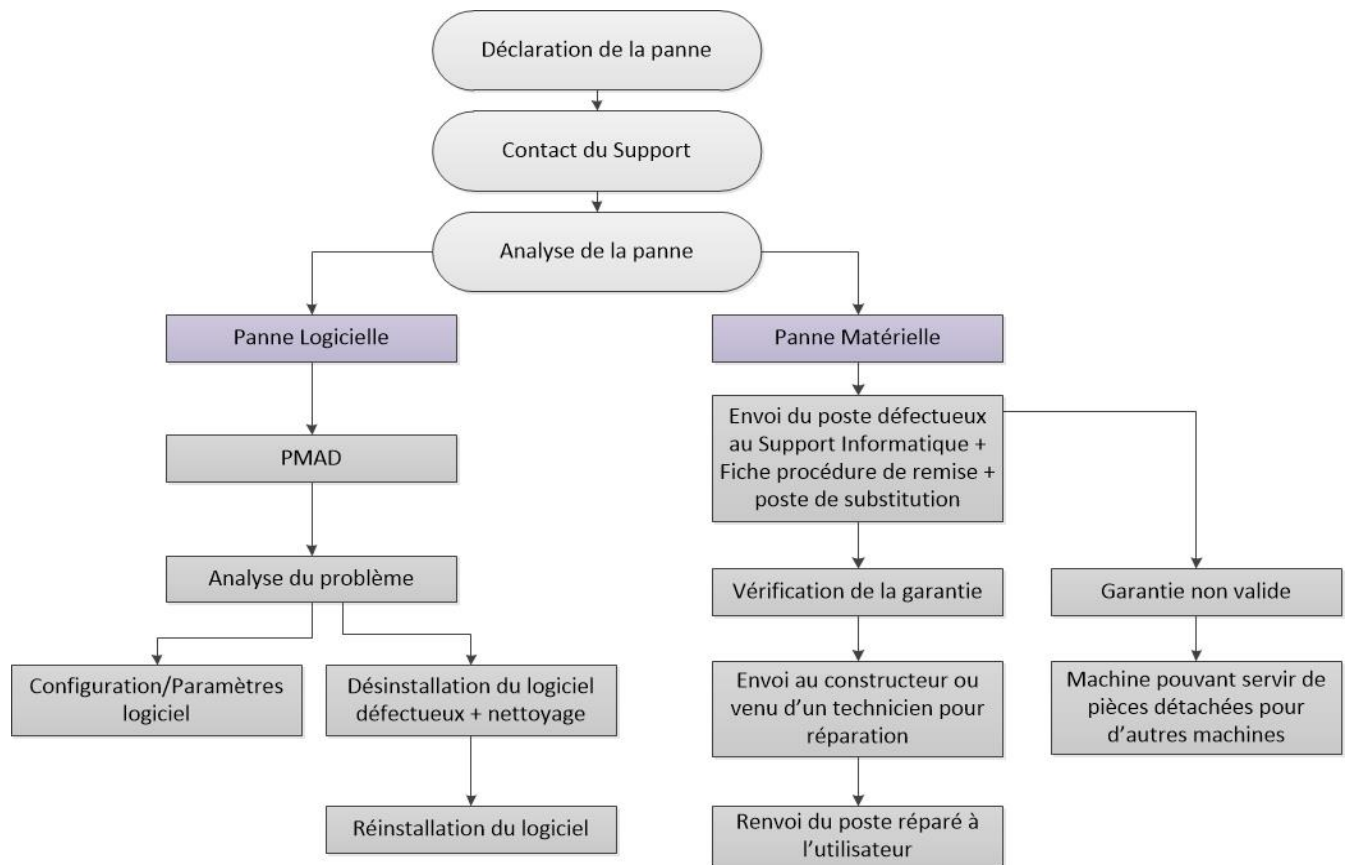 Déclaration de la panne
Contact du Support
Analyse de la panne
Panne Logicielle
Panne Matérielle
PMAD
Envoi du poste défectueux
au Support Informatique +
Fiche procédure de remise +
poste de substitution
Analyse du problème
Vérification de la garantie
Garantie non valide
Configuration/Paramètres
logiciel
Désinstallation du logiciel
défectueux + nettoyage
Envoi au constructeur ou
venu d’un technicien pour
réparation
Machine pouvant servir de
pièces détachées pour
d’autres machines
Réinstallation du logiciel
Renvoi du poste réparé à
l’utilisateur